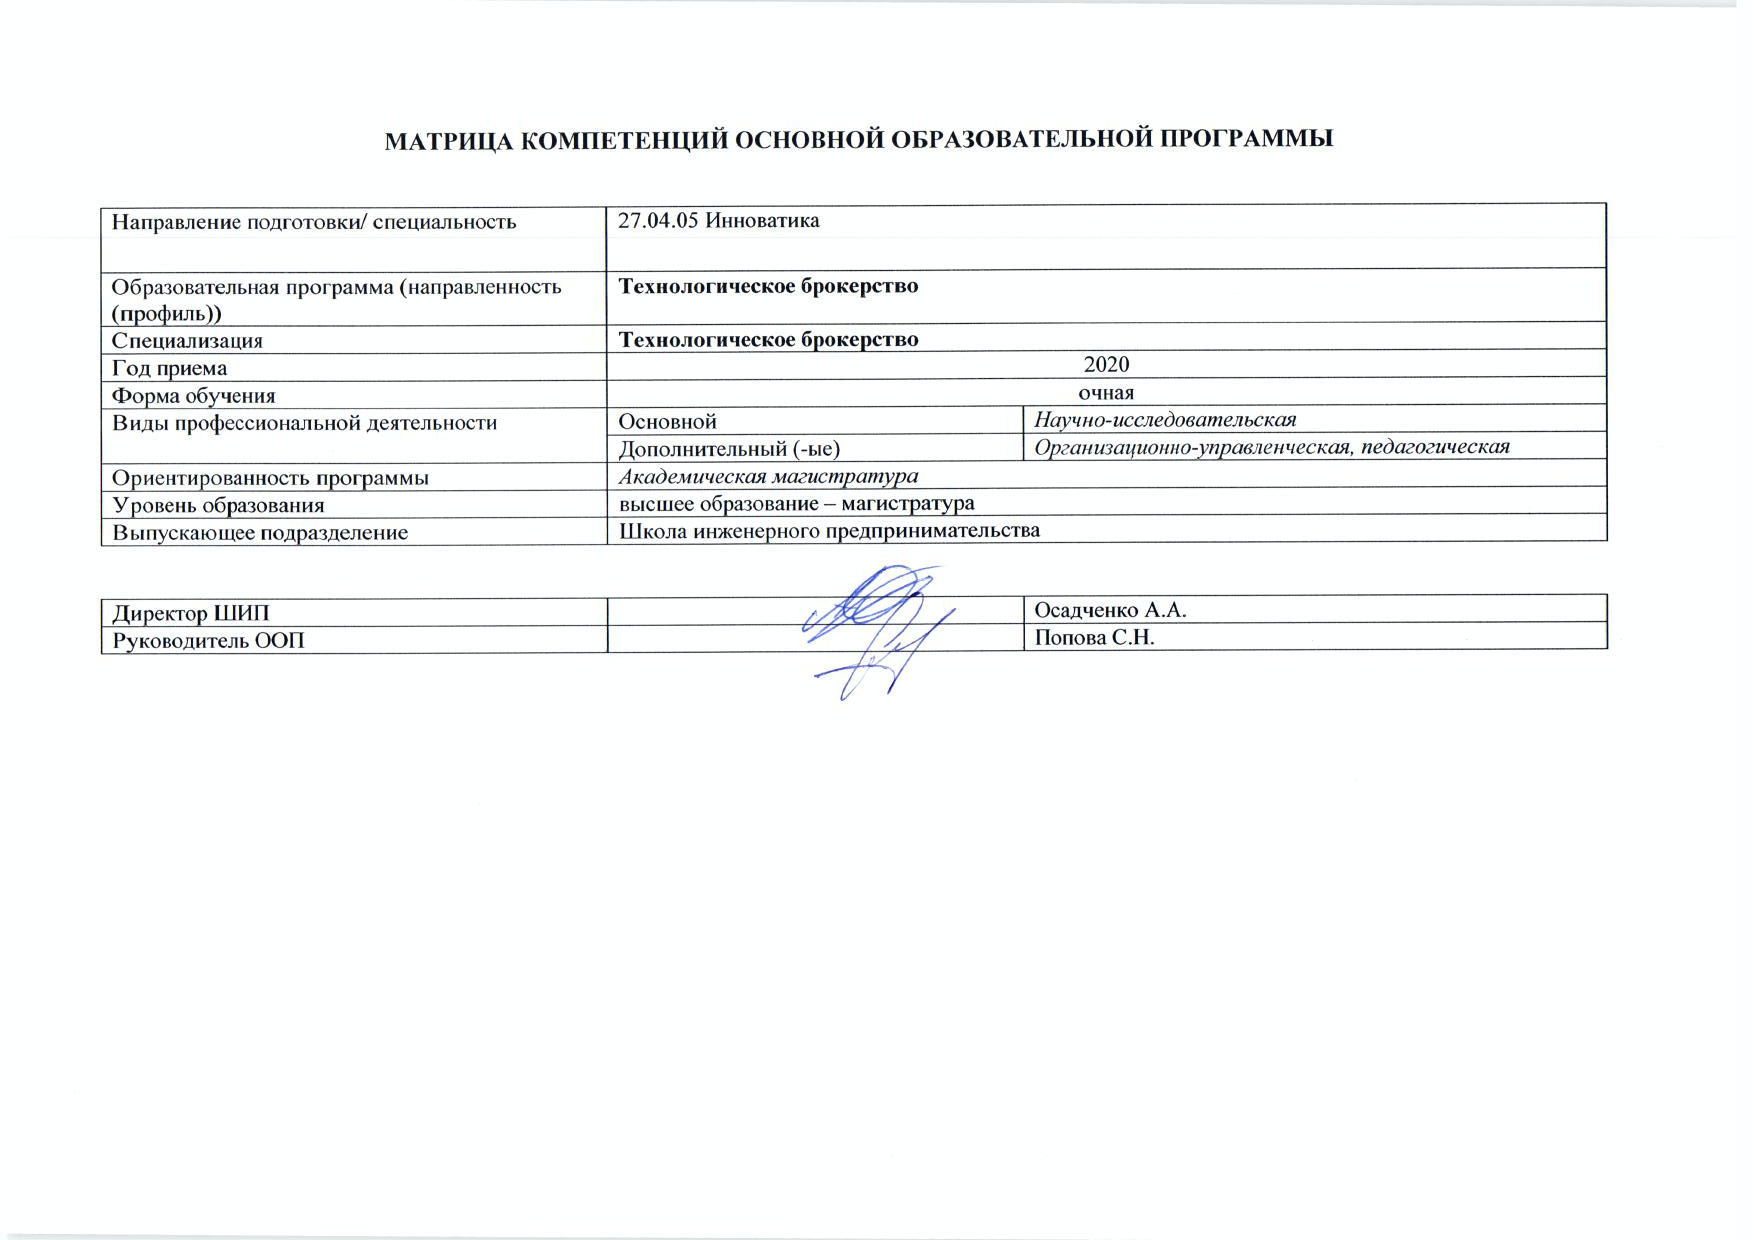 МАТРИЦА КОМПЕТЕНЦИЙ ОСНОВНОЙ ОБРАЗОВАТЕЛЬНОЙ ПРОГРАММЫ
Направление подготовки/ специальность 27.04.05 Инноватика
Образовательная программа (направленность Технологическое брокерство
(профиль))
Специализация Технологическое брокерство
Год приема 2020
Форма обучения очная
Виды профессиональной деятельности Основной Научно-исследовательская
Дополнительный (-ые) Организационно-управленческая, педагогическая
Ориентированность программы Академическая магистратура
Уровень образования высшее образование – магистратура
Выпускающее подразделение Школа инженерного предпринимательства
Директор ШИП Осадченко А.А.
Руководитель ООП Попова С.Н.